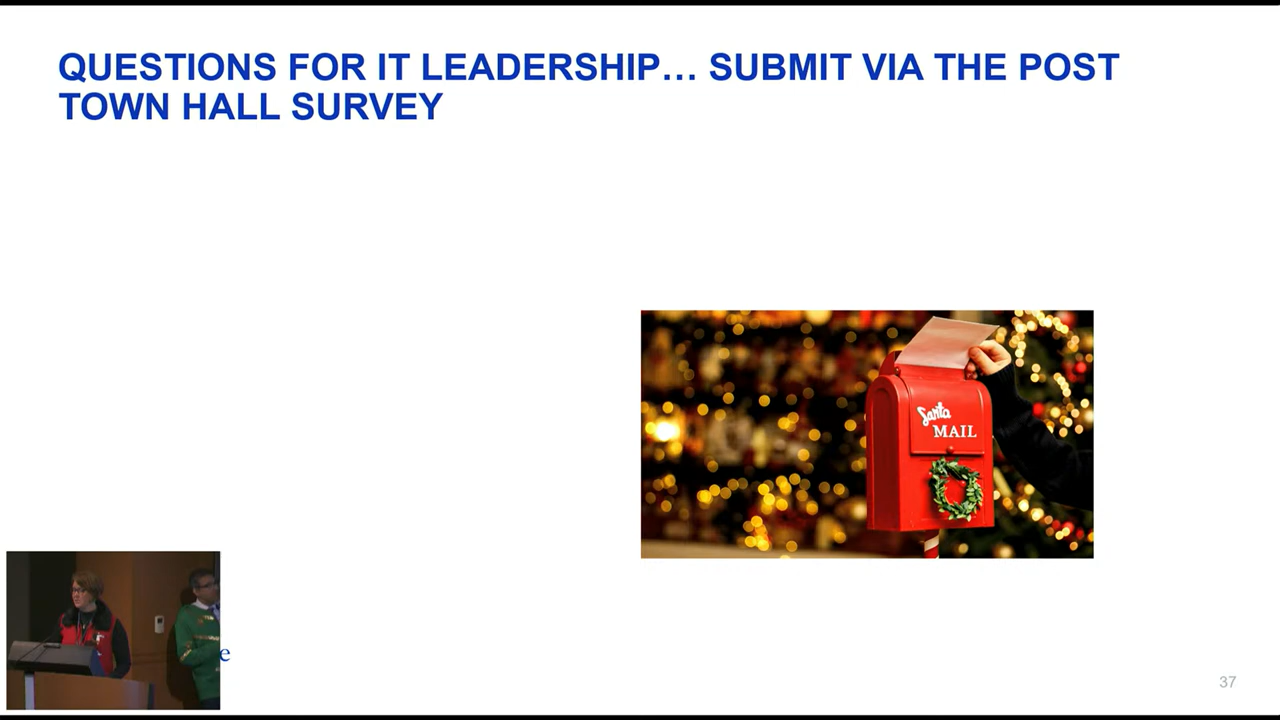 QUESTIONS FOR IT LEADERSHIP... SUBMIT VIA THE POST
TOWN HALL SURVEY
Santa
MAIL
e
37